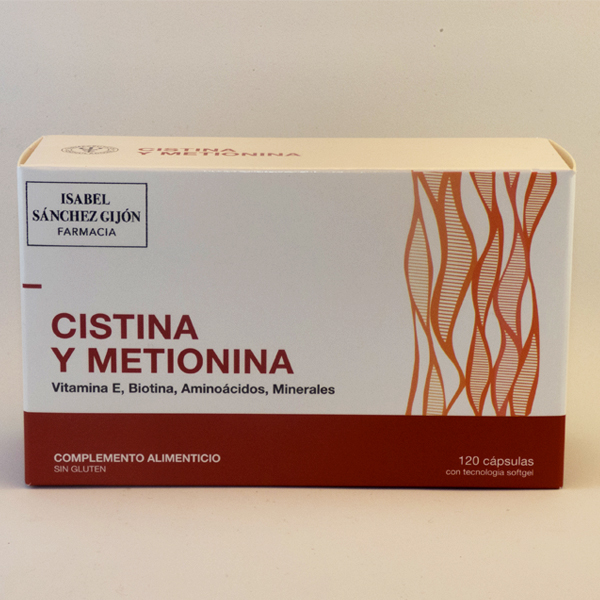 CISTINA
Y METIONINA
ISABEL
SÁNCHEZ GIJÓN
FARMACIA
CISTINA
Y METIONINA
Vitamina E, Biotina, Aminoácidos, Minerales
COMPLEMENTO ALIMENTICIO
SIN GLUTEN
120 cápsulas
con tecnologia softgel